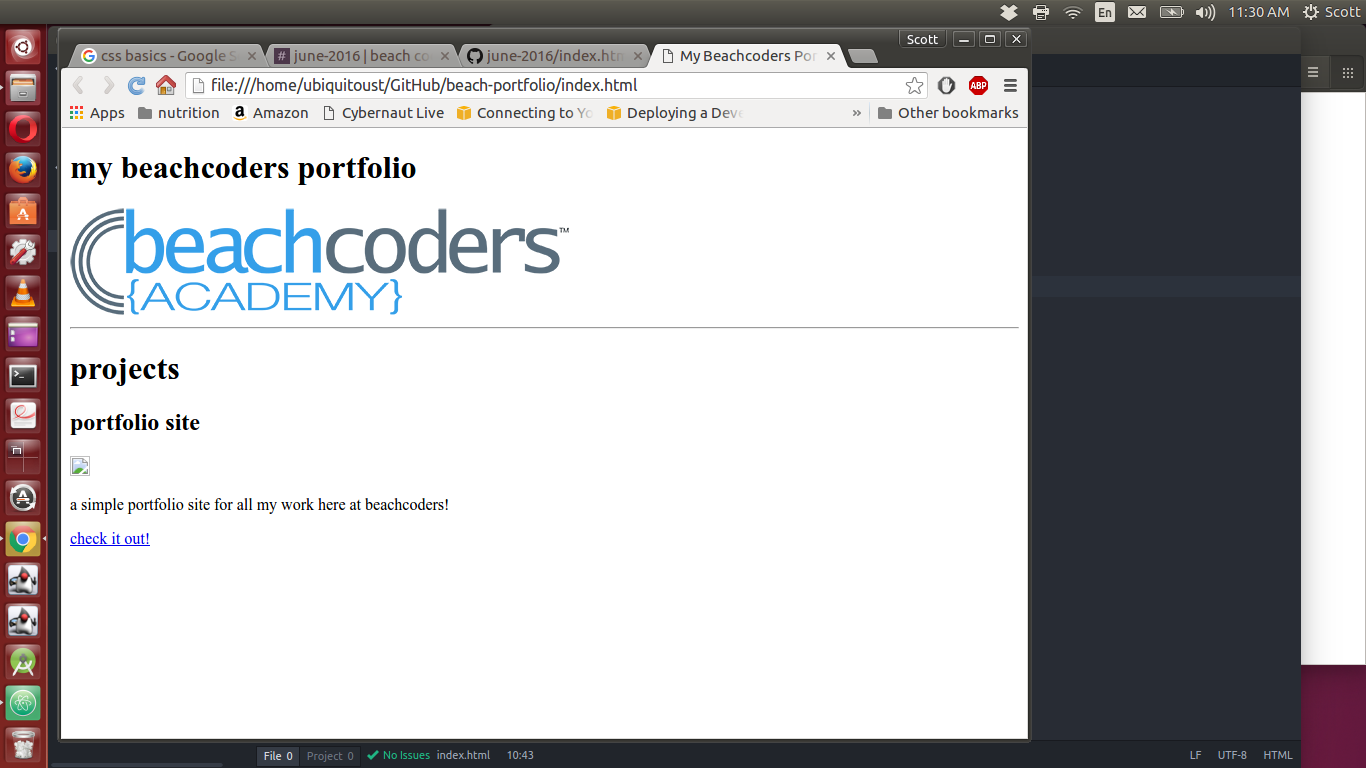 En 11:30 AM Scott
Scott
css basics - Google S
# june-2016 | beach co
june-2016/index.htm
My Beachcoders Por
file:///home/ubiquitoust/GitHub/beach-portfolio/index.html
ABP
Apps nutrition Amazon Cybernaut Live Connecting to Yo Deploying a Deve » Other bookmarks
my beachcoders portfolio
beachcoders™
{ACADEMY}
projects
portfolio site
a simple portfolio site for all my work here at beachcoders!
check it out!
File 0 Project 0 No Issues index.html 10:43 LF UTF-8 HTML